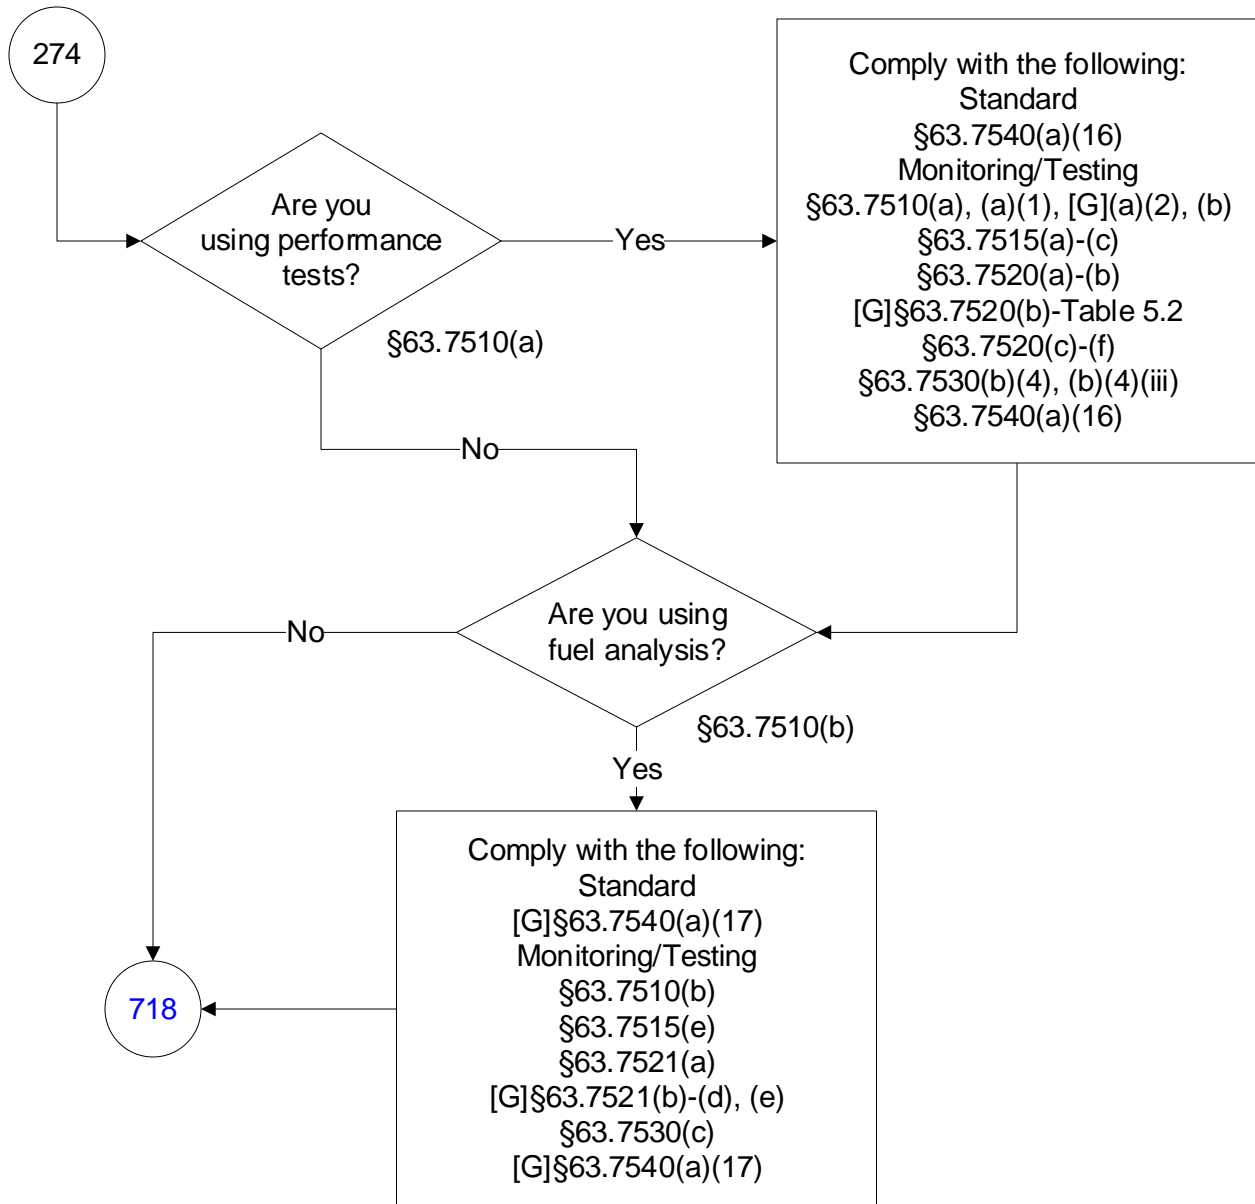 274
Are you
using performance
tests?
§63.7510(a)
Yes
Comply with the following:
Standard
§63.7540(a)(16)
Monitoring/Testing
§63.7510(a), (a)(1), [G](a)(2), (b)
§63.7515(a)-(c)
§63.7520(a)-(b)
[G]§63.7520(b)-Table 5.2
§63.7520(c)-(f)
§63.7530(b)(4), (b)(4)(iii)
§63.7540(a)(16)
No
Are you using
fuel analysis?
§63.7510(b)
No
Yes
Comply with the following:
Standard
[G]§63.7540(a)(17)
Monitoring/Testing
§63.7510(b)
§63.7515(e)
§63.7521(a)
[G]§63.7521(b)-(d), (e)
§63.7530(c)
[G]§63.7540(a)(17)
718